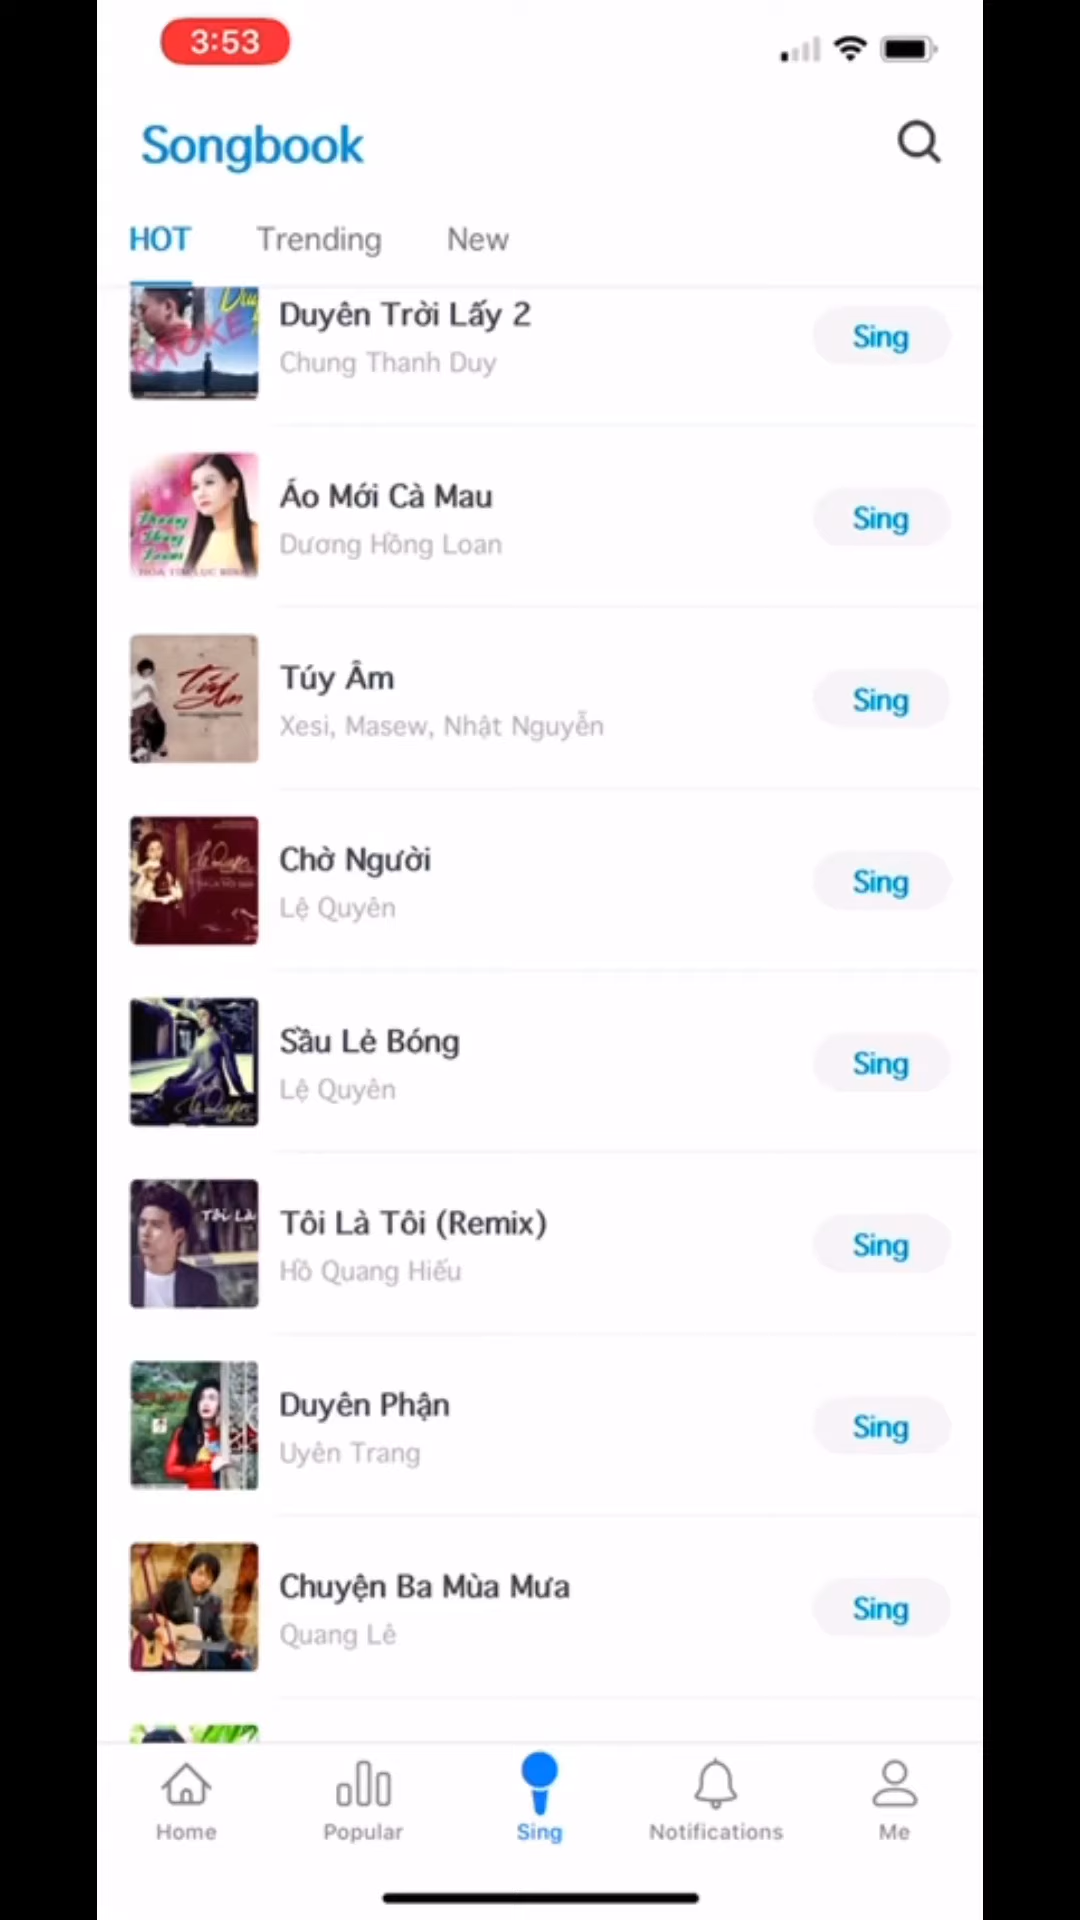 3:53
Songbook
HOT Trending New
Duyên Trời Lấy 2
Chung Thanh Duy
Sing
Áo Mới Cà Mau
Dương Hồng Loan
Sing
Túy Âm
Xesi, Masew, Nhật Nguyễn
Sing
Chờ Người
Lệ Quyên
Sing
Sầu Lẻ Bóng
Lệ Quyên
Sing
Tôi Là
Tôi Là Tôi (Remix)
Hồ Quang Hiếu
Sing
Duyên Phận
Uyên Trang
Sing
Chuyện Ba Mùa Mưa
Quang Lê
Sing
Home Popular Sing Notifications Me